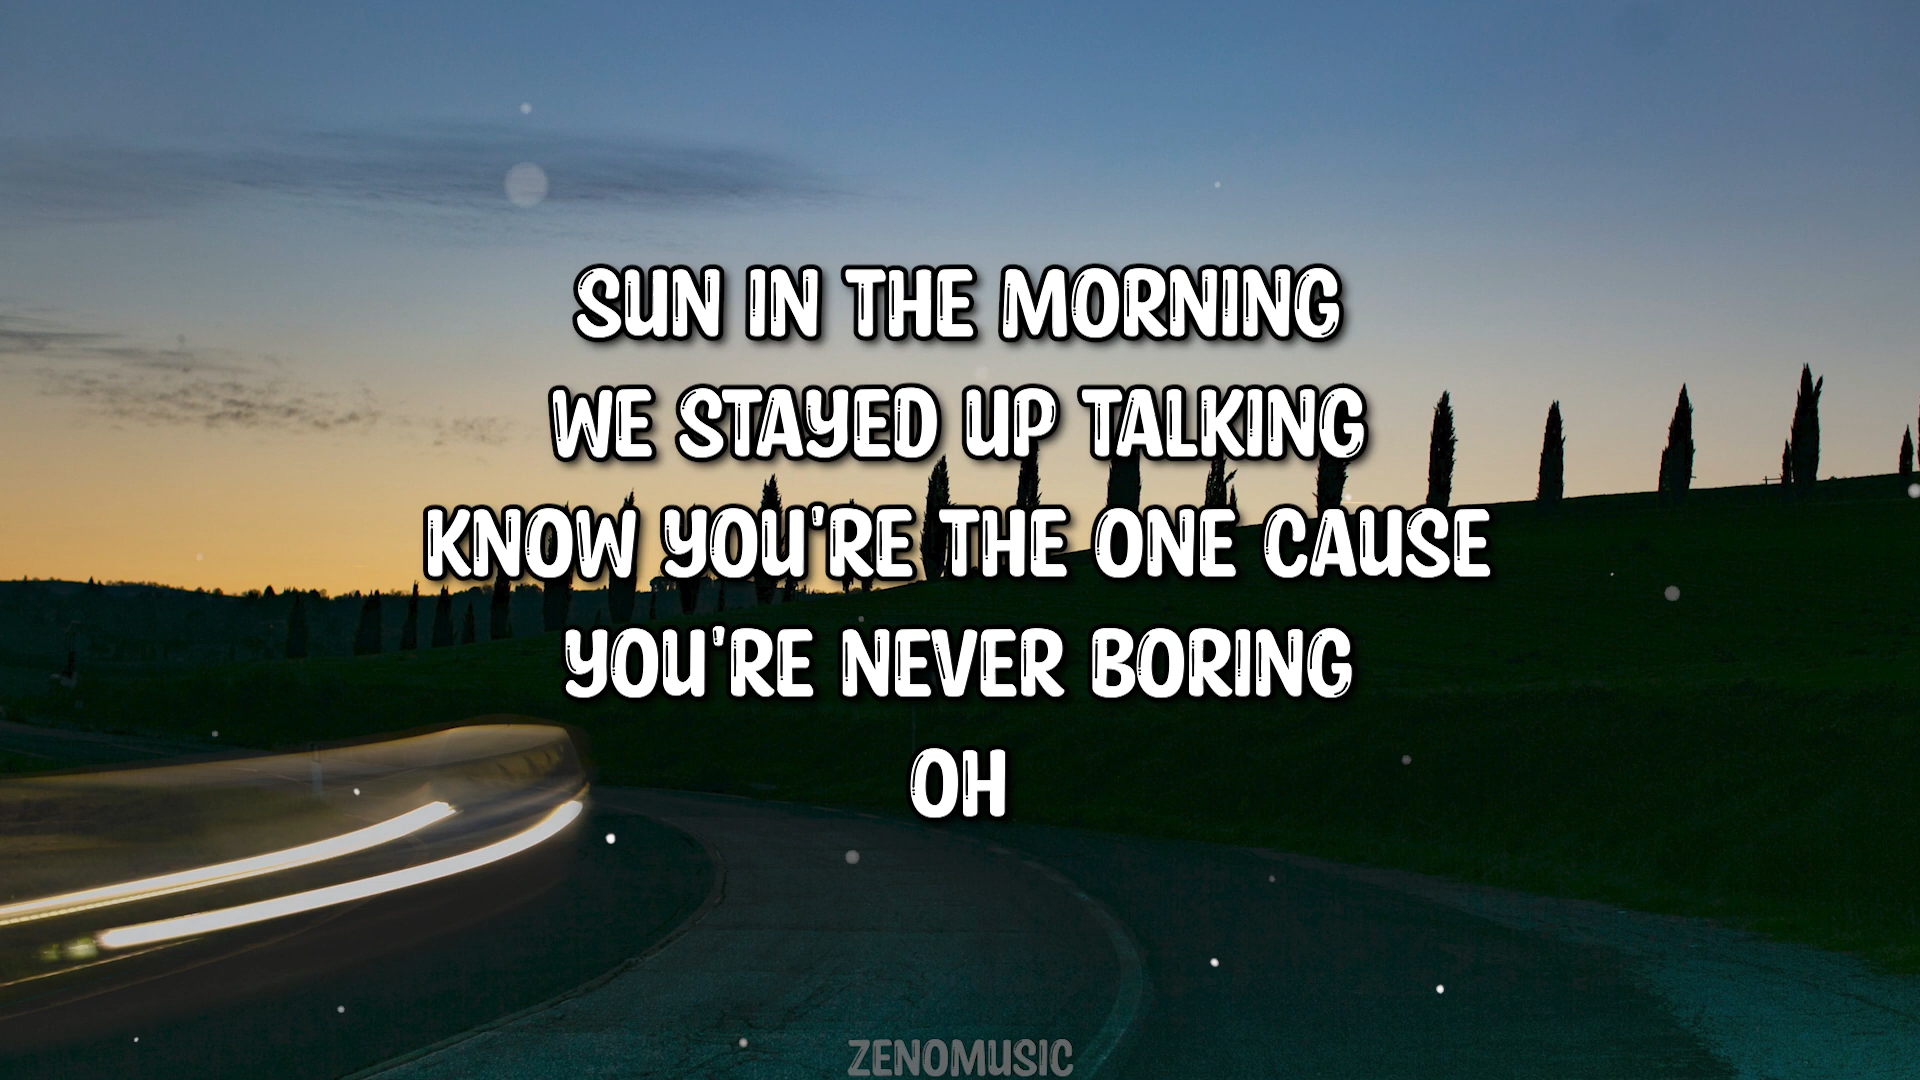 SUN IN THE MORNING
WE STAYED UP TALKING
KNOW YOU'RE THE ONE CAUSE
YOU'RE NEVER BORING
OH
ZENOMUSIC